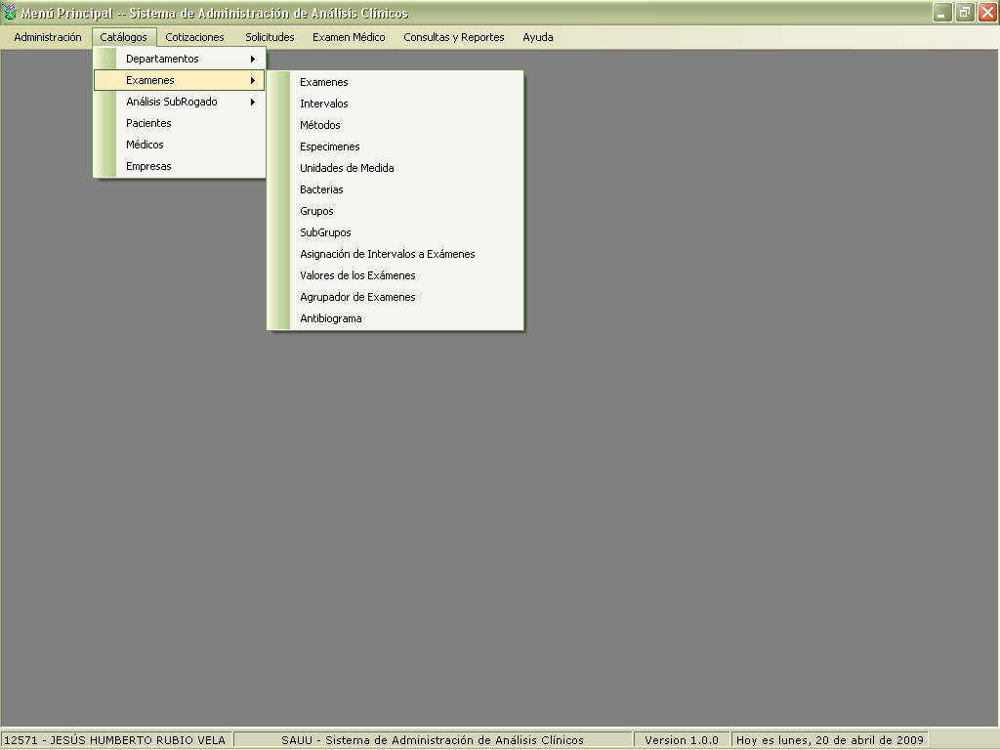 Menú Principal -- Sistema de Administración de Análisis Clínicos
Administración Catálogos Cotizaciones Solicitudes Examen Médico Consultas y Reportes Ayuda
Departamentos
Examenes
Análisis SubRogado
Pacientes
Médicos
Empresas
Examenes
Intervalos
Métodos
Especimenes
Unidades de Medida
Bacterias
Grupos
SubGrupos
Asignación de Intervalos a Exámenes
Valores de los Exámenes
Agrupador de Examenes
Antibiograma
12571 - JESÚS HUMBERTO RUBIO VELA SAUU - Sistema de Administración de Análisis Clínicos Version 1.0.0 Hoy es lunes, 20 de abril de 2009